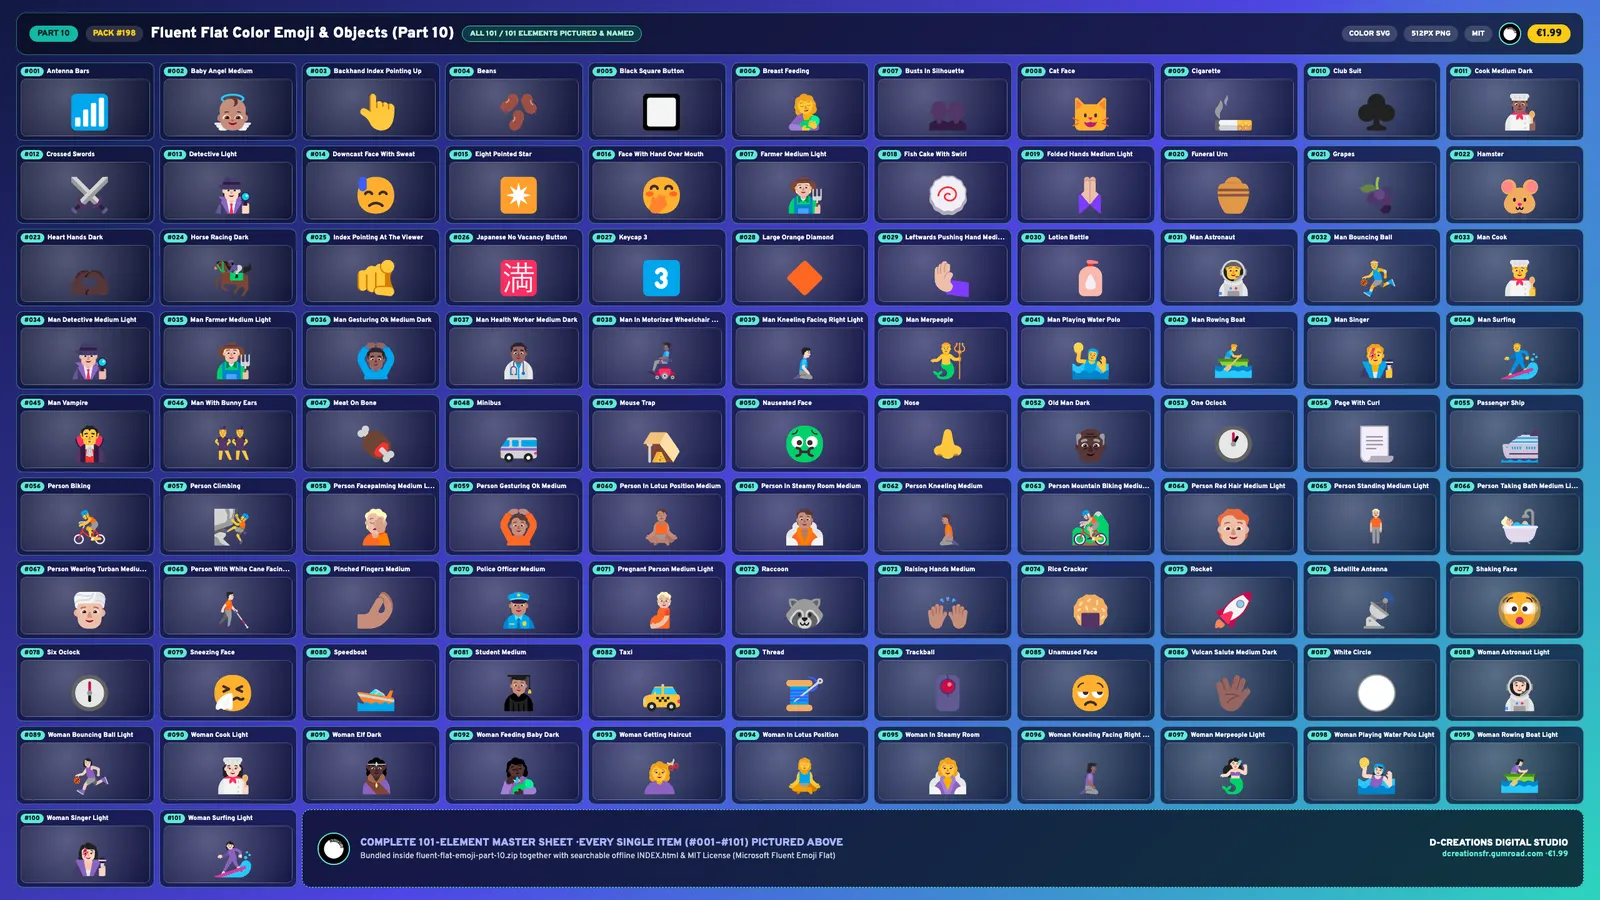 PART 10 PACK #198 Fluent Flat Color Emoji & Objects (Part 10) ALL 101 / 101 ELEMENTS PICTURED & NAMED COLOR SVG 512PX PNG MIT €1.99
#001 Antenna Bars
#002 Baby Angel Medium
#003 Backhand Index Pointing Up
#004 Beans
#005 Black Square Button
#006 Breast Feeding
#007 Busts In Silhouette
#008 Cat Face
#009 Cigarette
#010 Club Suit
#011 Cook Medium Dark
#012 Crossed Swords
#013 Detective Light
#014 Downcast Face With Sweat
#015 Eight Pointed Star
#016 Face With Hand Over Mouth
#017 Farmer Medium Light
#018 Fish Cake With Swirl
#019 Folded Hands Medium Light
#020 Funeral Urn
#021 Grapes
#022 Hamster
#023 Heart Hands Dark
#024 Horse Racing Dark
#025 Index Pointing At The Viewer
#026 Japanese No Vacancy Button
満
#027 Keycap 3
3
#028 Large Orange Diamond
#029 Leftwards Pushing Hand Medi...
#030 Lotion Bottle
#031 Man Astronaut
#032 Man Bouncing Ball
#033 Man Cook
#034 Man Detective Medium Light
#035 Man Farmer Medium Light
#036 Man Gesturing Ok Medium Dark
#037 Man Health Worker Medium Dark
#038 Man In Motorized Wheelchair ...
#039 Man Kneeling Facing Right Light
#040 Man Merpeople
#041 Man Playing Water Polo
#042 Man Rowing Boat
#043 Man Singer
#044 Man Surfing
#045 Man Vampire
#046 Man With Bunny Ears
#047 Meat On Bone
#048 Minibus
#049 Mouse Trap
#050 Nauseated Face
#051 Nose
#052 Old Man Dark
#053 One Oclock
#054 Page With Curl
#055 Passenger Ship
#056 Person Biking
#057 Person Climbing
#058 Person Facepalming Medium L...
#059 Person Gesturing Ok Medium
#060 Person In Lotus Position Medium
#061 Person In Steamy Room Medium
#062 Person Kneeling Medium
#063 Person Mountain Biking Mediu...
#064 Person Red Hair Medium Light
#065 Person Standing Medium Light
#066 Person Taking Bath Medium Li...
#067 Person Wearing Turban Mediu...
#068 Person With White Cane Facin...
#069 Pinched Fingers Medium
#070 Police Officer Medium
#071 Pregnant Person Medium Light
#072 Raccoon
#073 Raising Hands Medium
#074 Rice Cracker
#075 Rocket
#076 Satellite Antenna
#077 Shaking Face
#078 Six Oclock
#079 Sneezing Face
#080 Speedboat
#081 Student Medium
#082 Taxi
#083 Thread
#084 Trackball
#085 Unamused Face
#086 Vulcan Salute Medium Dark
#087 White Circle
#088 Woman Astronaut Light
#089 Woman Bouncing Ball Light
#090 Woman Cook Light
#091 Woman Elf Dark
#092 Woman Feeding Baby Dark
#093 Woman Getting Haircut
#094 Woman In Lotus Position
#095 Woman In Steamy Room
#096 Woman Kneeling Facing Right ...
#097 Woman Merpeople Light
#098 Woman Playing Water Polo Light
#099 Woman Rowing Boat Light
#100 Woman Singer Light
#101 Woman Surfing Light
COMPLETE 101-ELEMENT MASTER SHEET · EVERY SINGLE ITEM (#001–#101) PICTURED ABOVE
Bundled inside fluent-flat-emoji-part-10.zip together with searchable offline INDEX.html & MIT License (Microsoft Fluent Emoji Flat)
D-CREATIONS DIGITAL STUDIO
dcreationsfr.gumroad.com · €1.99